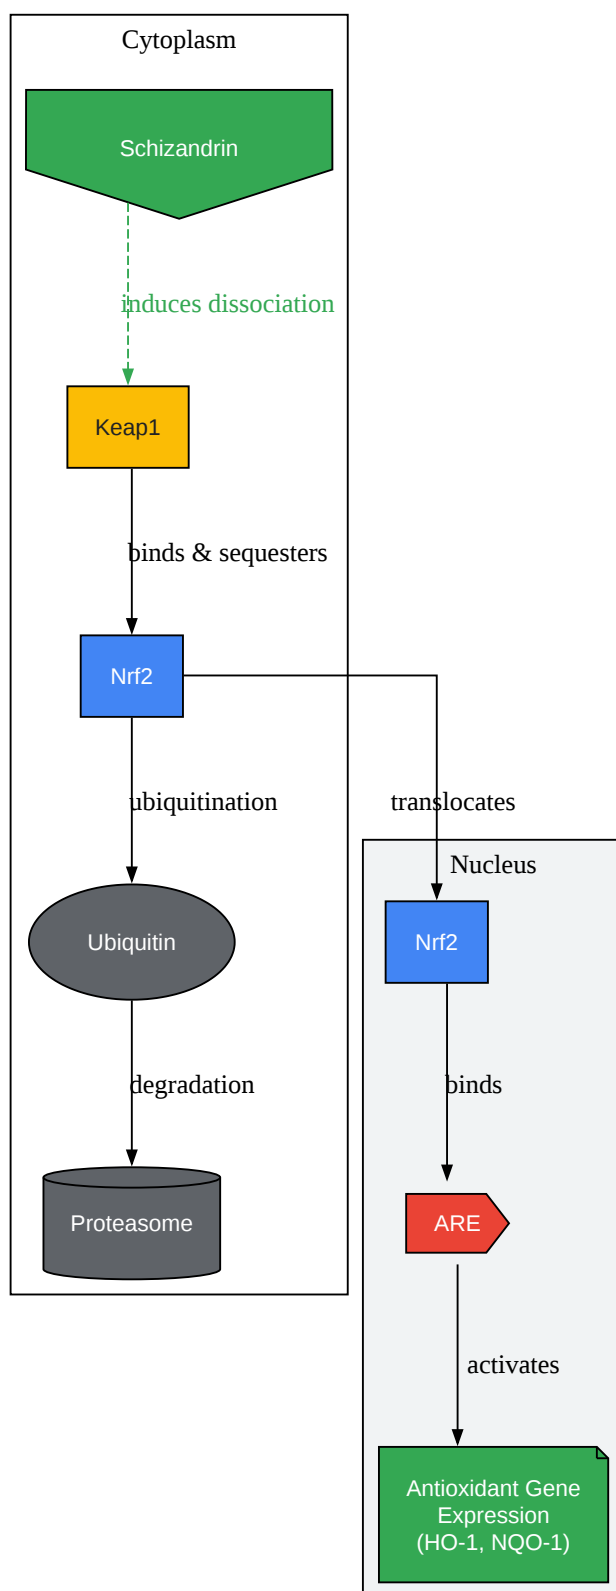 Cytoplasm
Schizandrin
induces dissociation
Keap1
binds & sequesters
Nrf2
ubiquitination
translocates
Nucleus
Ubiquitin
Nrf2
degradation
binds
Proteasome
ARE
activates
Antioxidant Gene
Expression
(HO-1, NQO-1)